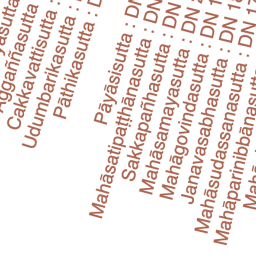 Aggaññasutta
Cakkavattisutta
Udumbarikasutta :
Pāthikasutta :
Pāyāsisutta : DN
Mahāsatipaṭṭhānasutta : DN
Sakkapañhasutta : DN
Mahāsamayasutta : DN
Mahāgovindasutta : DN
Janavasabhasutta : DN
Mahāsudassanasutta : DN
Mahāparinibbānasutta